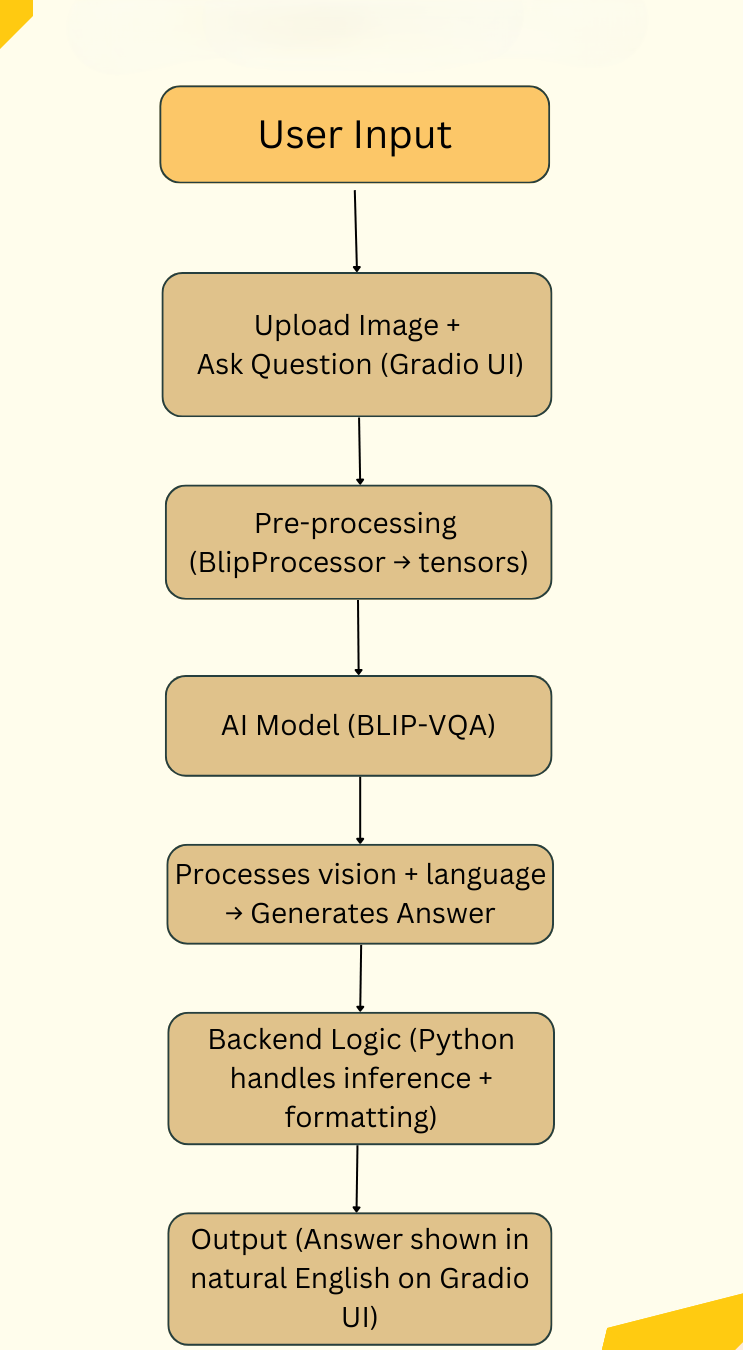 User Input
Upload Image +
Ask Question (Gradio UI)
Pre-processing
(BlipProcessor → tensors)
AI Model (BLIP-VQA)
Processes vision + language
→ Generates Answer
Backend Logic (Python
handles inference +
formatting)
Output (Answer shown in
natural English on Gradio
UI)